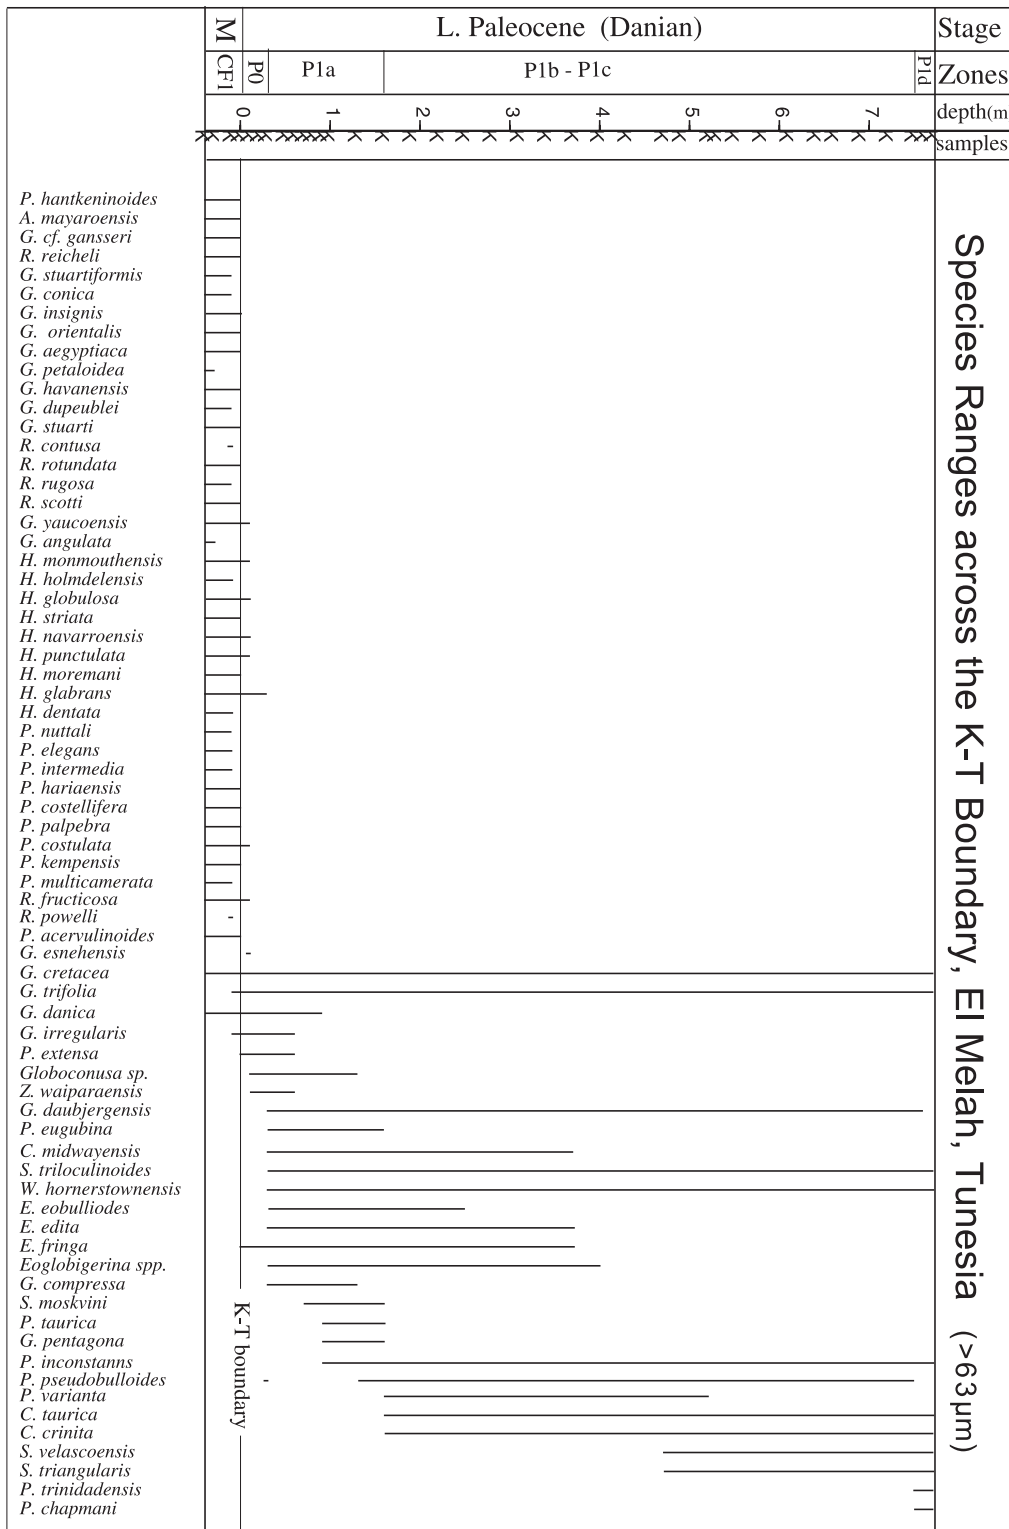 M L. Paleocene (Danian) Stage
CF1 P0 P1a P1b - P1c P1d Zones
0 1 2 3 4 5 6 7 depth(m
samples
P. hantkeninoides
A. mayaroensis
G. cf. gansseri
R. reicheli
G. stuartiformis
G. conica
G. insignis
G. orientalis
G. aegyptiaca
G. petaloidea
G. havanensis
G. dupeublei
G. stuarti
R. contusa
R. rotundata
R. rugosa
R. scotti
G. yaucoensis
G. angulata
H. monmouthensis
H. holmdelensis
H. globulosa
H. striata
H. navarroensis
H. punctulata
H. moremani
H. glabrans
H. dentata
P. nuttali
P. elegans
P. intermedia
P. hariaensis
P. costellifera
P. palpebra
P. costulata
P. kempensis
P. multicamerata
R. fructicosa
R. powelli
P. acervulinoides
G. esnehensis
G. cretacea
G. trifolia
G. danica
G. irregularis
P. extensa
Globoconusa sp.
Z. waiparaensis
G. daubjergensis
P. eugubina
C. midwayensis
S. triloculinoides
W. hornerstownensis
E. eobulliodes
E. edita
E. fringa
Eoglobigerina spp.
G. compressa
S. moskvini
P. taurica
G. pentagona
P. inconstanns
P. pseudobulloides
P. varianta
C. taurica
C. crinita
S. velascoensis
S. triangularis
P. trinidadensis
P. chapmani
K-T boundary
Species Ranges across the K-T Boundary, El Melah, Tunesia (>63µm)